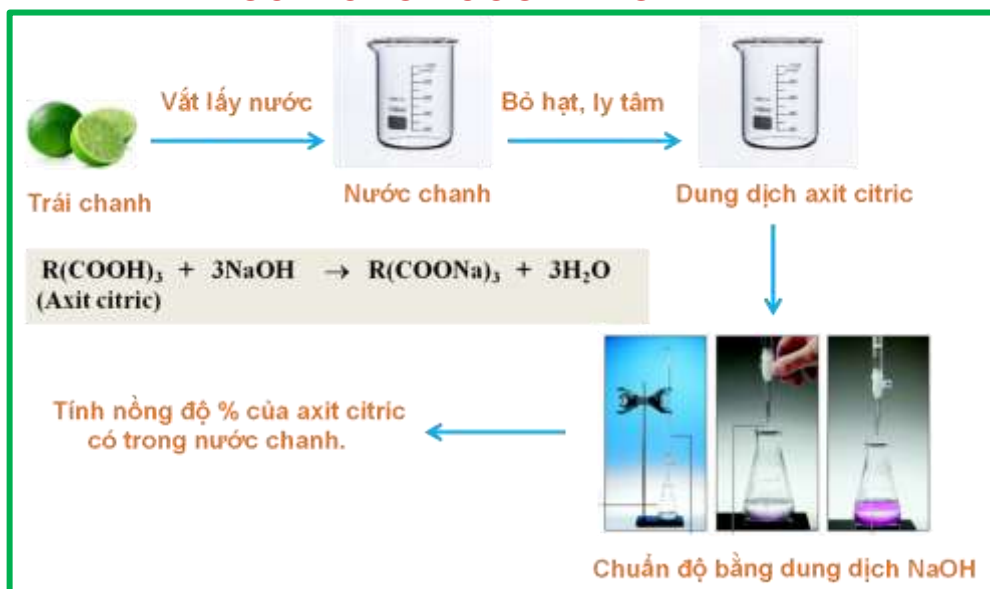 Vắt lấy nước
Bỏ hạt, ly tâm
Trái chanh
Nước chanh
Dung dịch axit citric
R(COOH)₃ + 3NaOH → R(COONa)₃ + 3H₂O
(Axit citric)
Tính nồng độ % của axit citric
có trong nước chanh.
Chuẩn độ bằng dung dịch NaOH